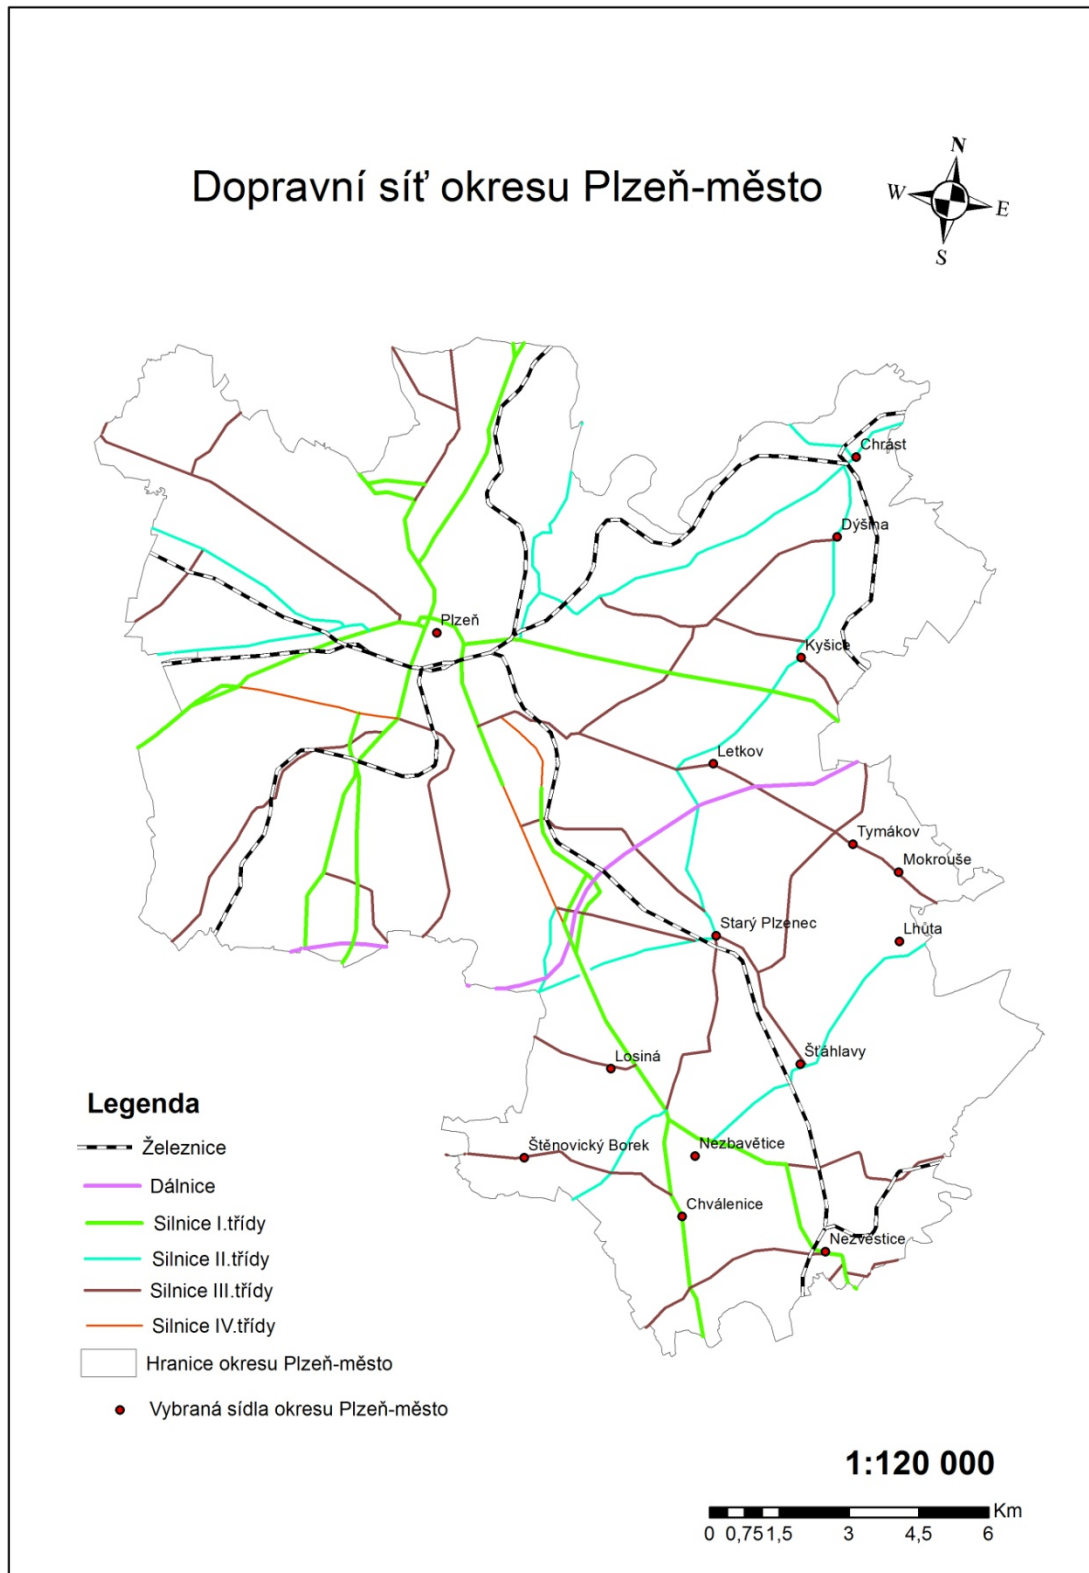 Dopravní síť okresu Plzeň-město
N
W
E
S
Chrást
Dýšina
Plzeň
Kyšice
Letkov
Tymákov
Mokrouše
Starý Plzenec
Lhůta
Losiná
Šťáhlavy
Štěnovický Borek
Nezbavětice
Chválenice
Nezvěstice
Legenda
Železnice
Dálnice
Silnice I.třídy
Silnice II.třídy
Silnice III.třídy
Silnice IV.třídy
Hranice okresu Plzeň-město
Vybraná sídla okresu Plzeň-město
1:120 000
Km
0 0,75 1,5 3 4,5 6